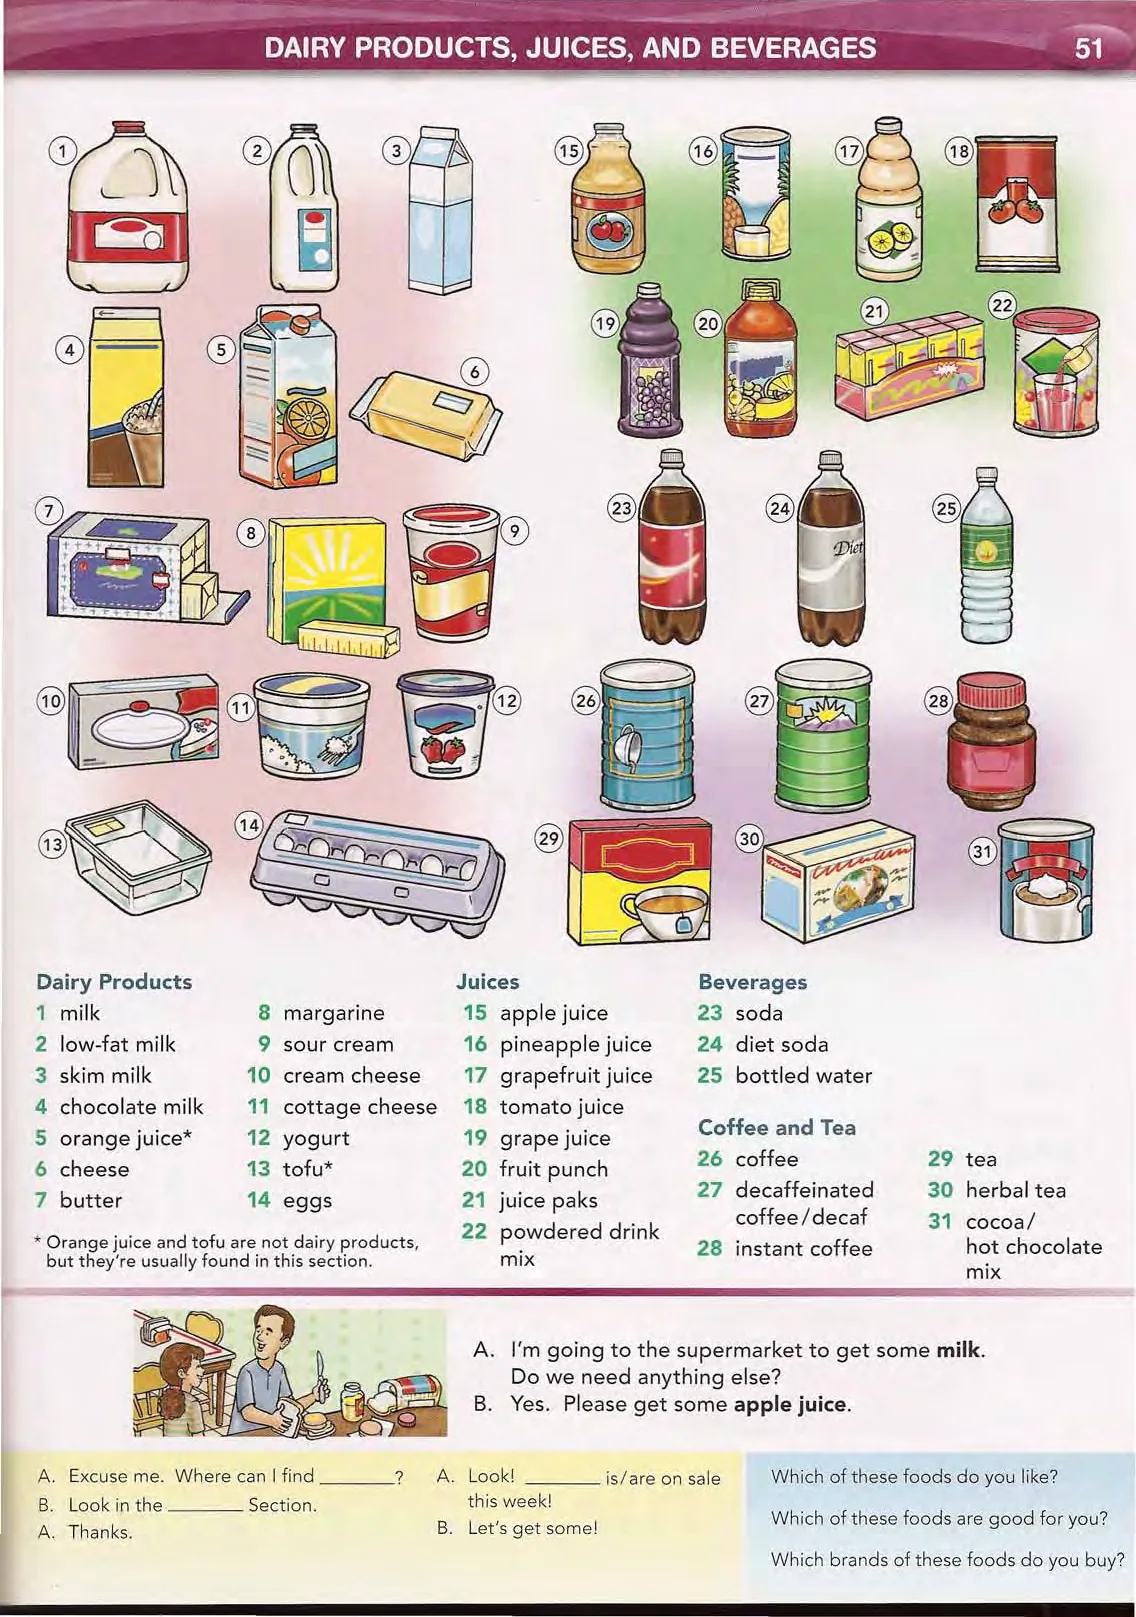 DAIRY PRODUCTS, JUICES, AND BEVERAGES 51
1
2
3
4
5
6
7
8
9
10
11
12
13
14
15
16
17
18
19
20
21
22
23
24
Diet
25
26
27
28
29
30
31
Dairy Products
1 milk
2 low-fat milk
3 skim milk
4 chocolate milk
5 orange juice*
6 cheese
7 butter
8 margarine
9 sour cream
10 cream cheese
11 cottage cheese
12 yogurt
13 tofu*
14 eggs
* Orange juice and tofu are not dairy products,
but they're usually found in this section.
Juices
15 apple juice
16 pineapple juice
17 grapefruit juice
18 tomato juice
19 grape juice
20 fruit punch
21 juice paks
22 powdered drink
mix
Beverages
23 soda
24 diet soda
25 bottled water
Coffee and Tea
26 coffee
27 decaffeinated
coffee/decaf
28 instant coffee
29 tea
30 herbal tea
31 cocoa/
hot chocolate
mix
A. I'm going to the supermarket to get some milk.
Do we need anything else?
B. Yes. Please get some apple juice.
A. Excuse me. Where can I find ________?
B. Look in the ________ Section.
A. Thanks.
A. Look! ________ is/are on sale
this week!
B. Let's get some!
Which of these foods do you like?
Which of these foods are good for you?
Which brands of these foods do you buy?